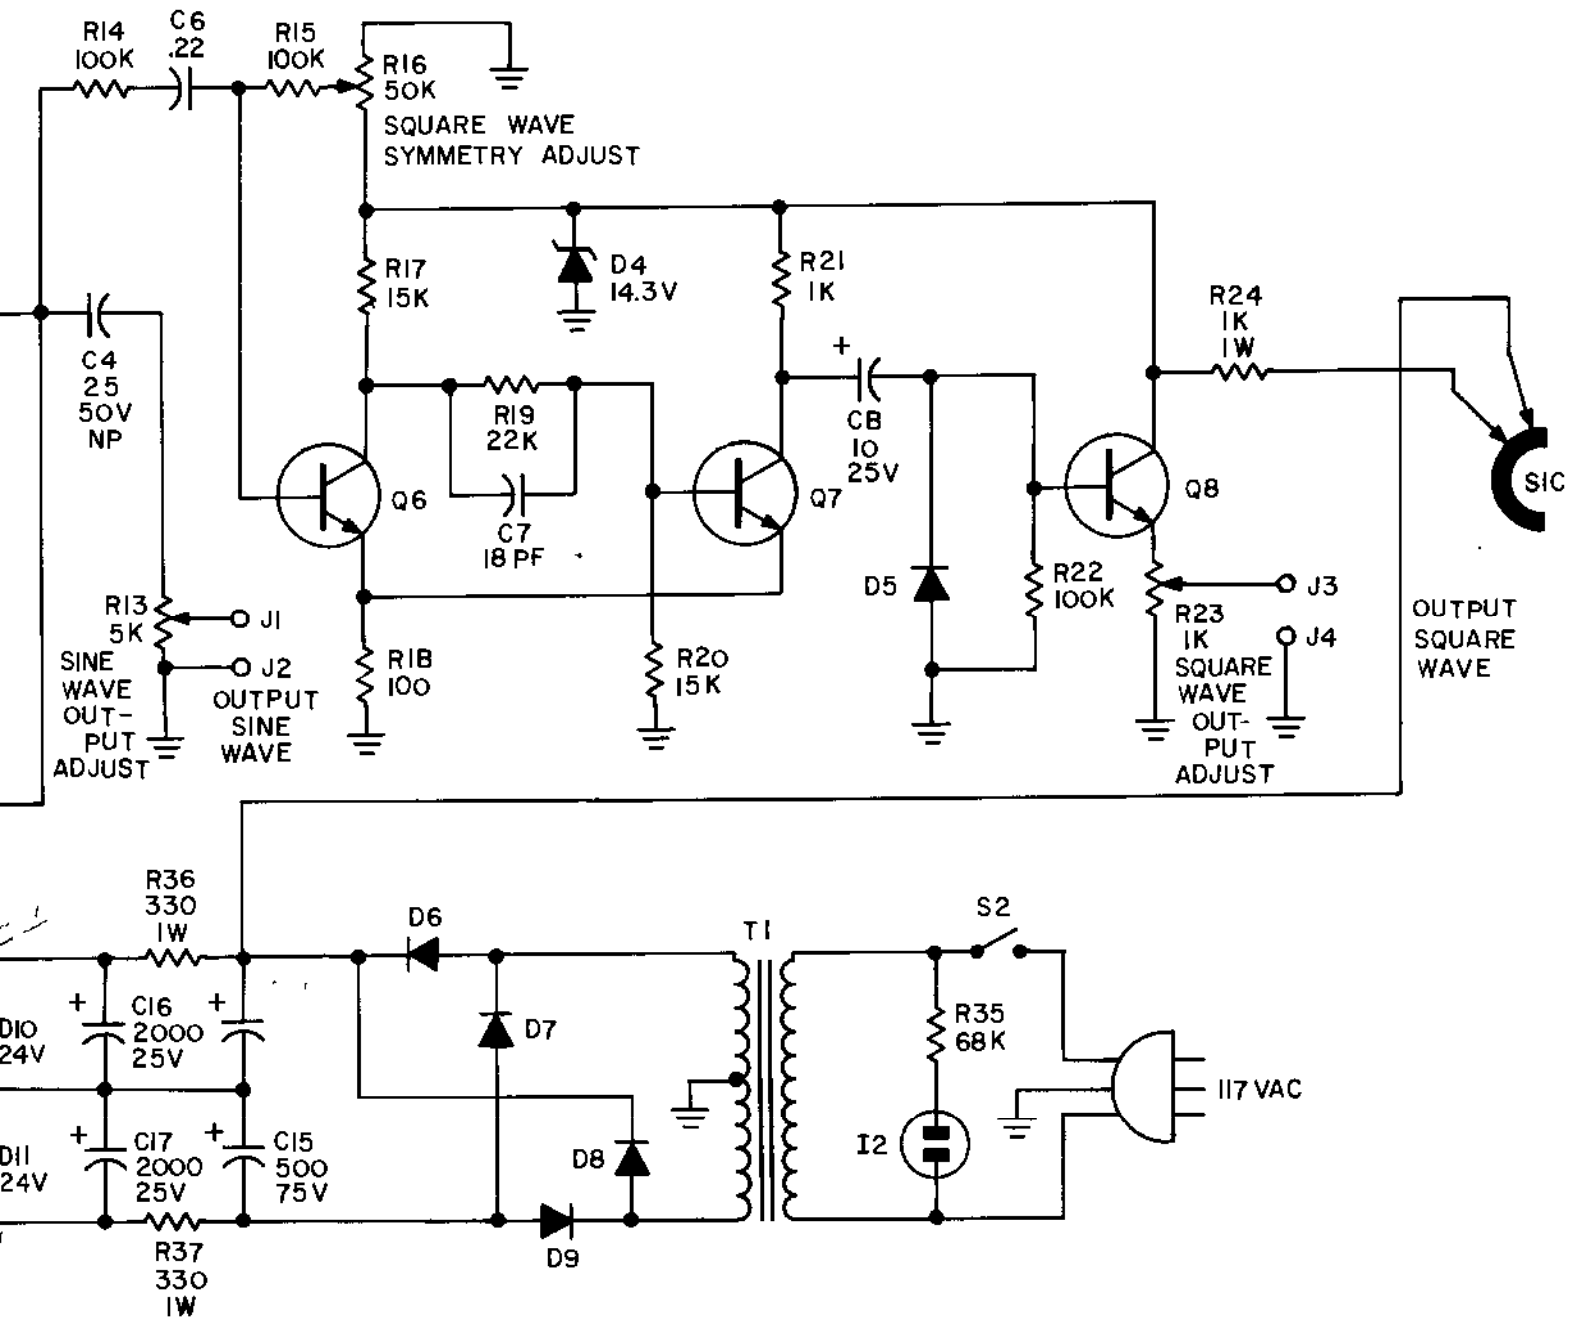 R14
100K
C6
.22
R15
100K
R16
50K
SQUARE WAVE
SYMMETRY ADJUST
R17
15K
D4
14.3V
R21
1K
R24
1K
1W
C4
25
50V
NP
R19
22K
C7
18 PF
Q6
+
C8
10
25V
Q7
Q8
S1C
R13
5K
J1
J2
SINE
WAVE
OUT-
PUT
ADJUST
OUTPUT
SINE
WAVE
R18
100
R20
15K
D5
R22
100K
R23
1K
SQUARE
WAVE
OUT-
PUT
ADJUST
J3
J4
OUTPUT
SQUARE
WAVE
R36
330
1W
D6
T1
S2
D10
24V
+
C16
2000
25V
+
D7
R35
68K
117 VAC
D11
24V
+
C17
2000
25V
+
C15
500
75V
D8
I2
D9
R37
330
1W